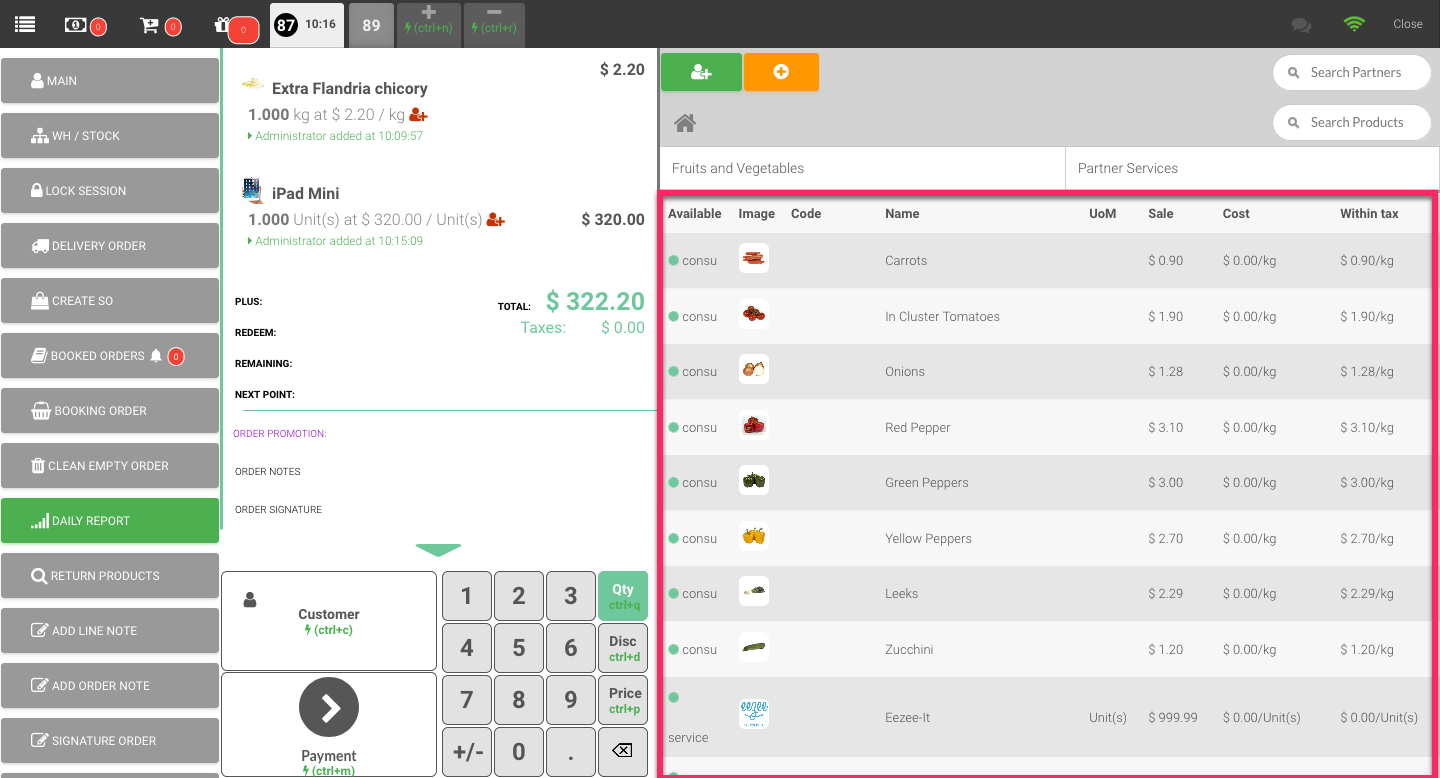 0
0
0
87 10:16
89
(ctrl+n)
(ctrl+r)
Close
MAIN
WH / STOCK
LOCK SESSION
DELIVERY ORDER
CREATE SO
BOOKED ORDERS 0
BOOKING ORDER
CLEAN EMPTY ORDER
DAILY REPORT
RETURN PRODUCTS
ADD LINE NOTE
ADD ORDER NOTE
SIGNATURE ORDER
$ 2.20
Extra Flandria chicory
1.000 kg at $ 2.20 / kg
Administrator added at 10:09:57
iPad Mini
1.000 Unit(s) at $ 320.00 / Unit(s) $ 320.00
Administrator added at 10:15:09
PLUS: TOTAL: $ 322.20
REDEEM: Taxes: $ 0.00
REMAINING:
NEXT POINT:
ORDER PROMOTION:
ORDER NOTES
ORDER SIGNATURE
Customer
(ctrl+c)
Payment
(ctrl+m)
1 2 3 Qty
ctrl+q
4 5 6 Disc
ctrl+d
7 8 9 Price
ctrl+p
+/- 0 .
Search Partners
Search Products
Fruits and Vegetables Partner Services
Available Image Code Name UoM Sale Cost Within tax
consu Carrots $ 0.90 $ 0.00/kg $ 0.90/kg
consu In Cluster Tomatoes $ 1.90 $ 0.00/kg $ 1.90/kg
consu Onions $ 1.28 $ 0.00/kg $ 1.28/kg
consu Red Pepper $ 3.10 $ 0.00/kg $ 3.10/kg
consu Green Peppers $ 3.00 $ 0.00/kg $ 3.00/kg
consu Yellow Peppers $ 2.70 $ 0.00/kg $ 2.70/kg
consu Leeks $ 2.29 $ 0.00/kg $ 2.29/kg
consu Zucchini $ 1.20 $ 0.00/kg $ 1.20/kg
service Eezee-It Unit(s) $ 999.99 $ 0.00/Unit(s) $ 0.00/Unit(s)